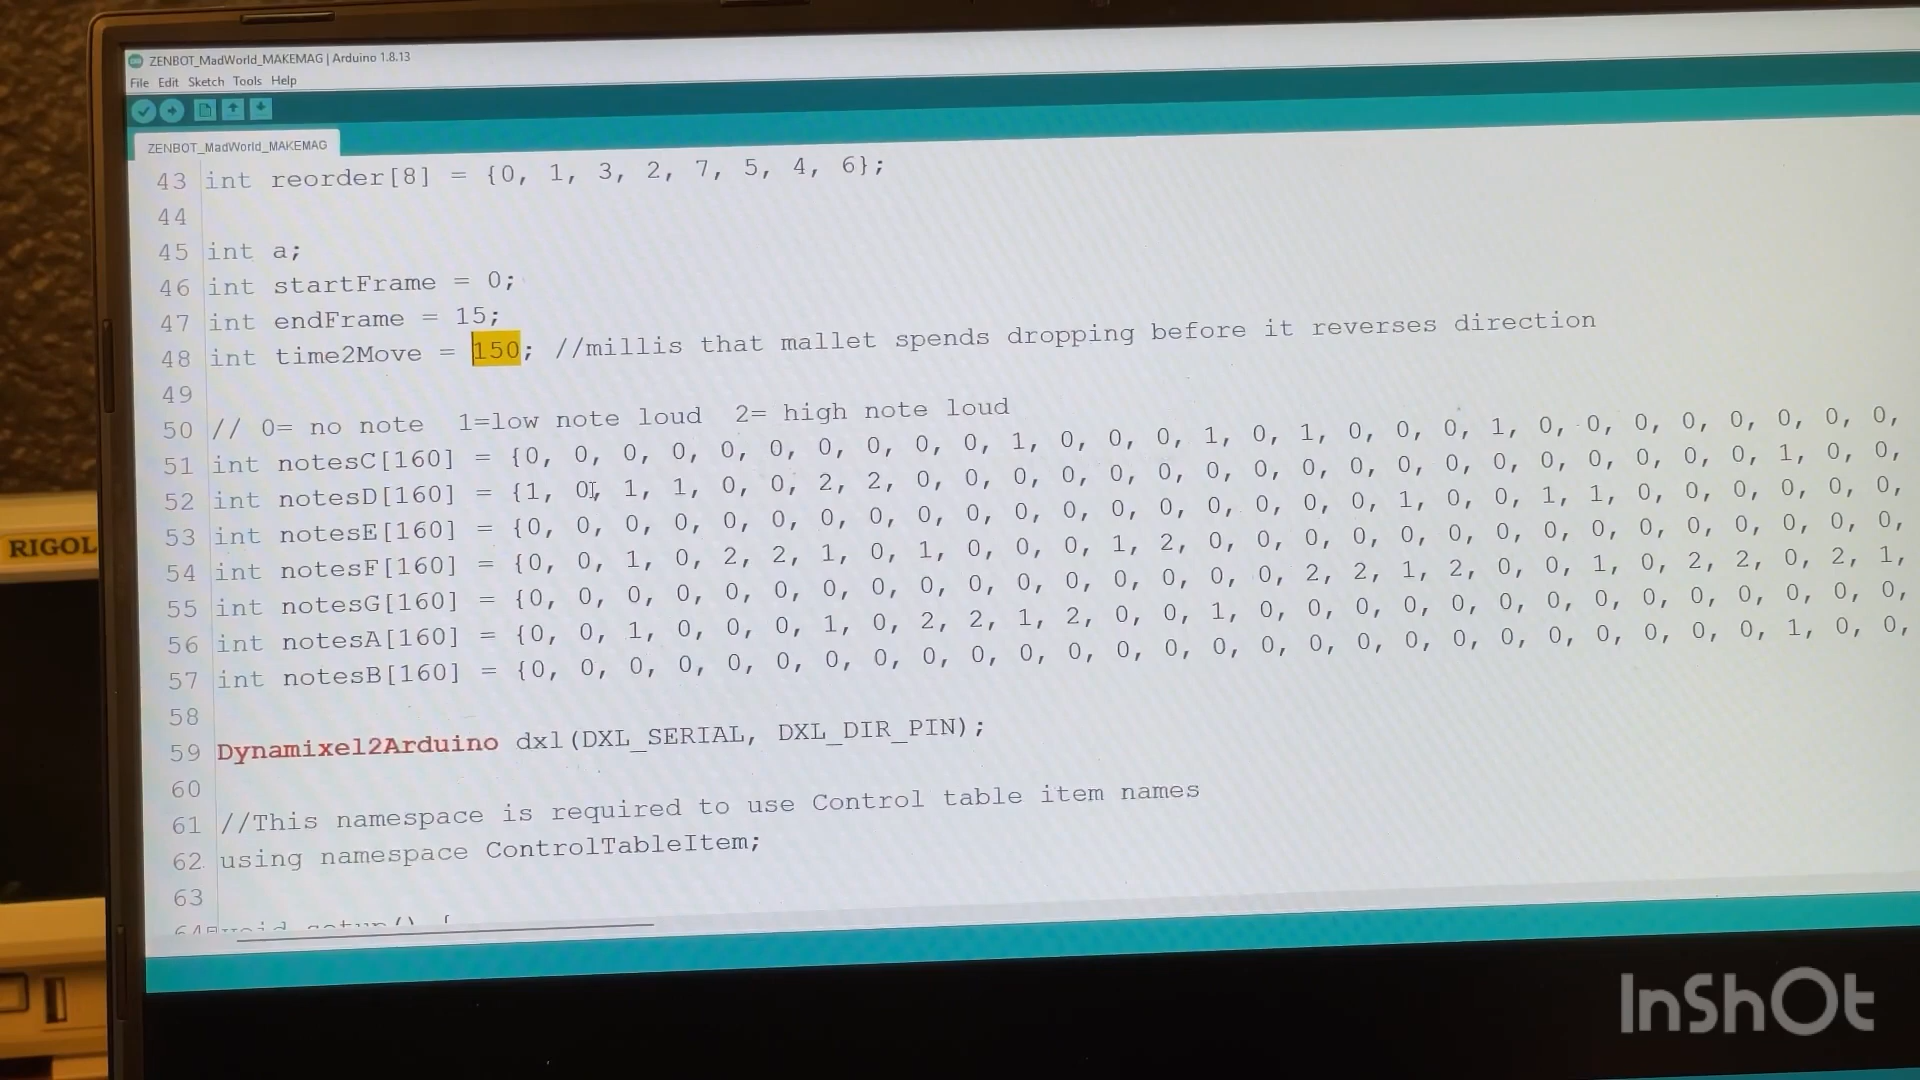 ZENBOT_MadWorld_MAKEMAG | Arduino 1.8.13
File Edit Sketch Tools Help
ZENBOT_MadWorld_MAKEMAG
43 int reorder[8] = {0, 1, 3, 2, 7, 5, 4, 6};
44
45 int a;
46 int startFrame = 0;
47 int endFrame = 15;
48 int time2Move = 150; //millis that mallet spends dropping before it reverses direction
49
50 // 0= no note 1=low note loud 2= high note loud
51 int notesC[160] = {0, 0, 0, 0, 0, 0, 0, 0, 0, 0, 1, 0, 0, 0, 1, 0, 1, 0, 0, 0, 1, 0, 0, 0, 0, 0, 0, 0, 0,
52 int notesD[160] = {1, 0, 1, 1, 0, 0, 2, 2, 0, 0, 0, 0, 0, 0, 0, 0, 0, 0, 0, 0, 0, 0, 0, 0, 0, 0, 1, 0, 0,
53 int notesE[160] = {0, 0, 0, 0, 0, 0, 0, 0, 0, 0, 0, 0, 0, 0, 0, 0, 0, 0, 1, 0, 0, 1, 1, 0, 0, 0, 0, 0, 0,
54 int notesF[160] = {0, 0, 1, 0, 2, 2, 1, 0, 1, 0, 0, 0, 1, 2, 0, 0, 0, 0, 0, 0, 0, 0, 0, 0, 0, 0, 0, 0, 0,
55 int notesG[160] = {0, 0, 0, 0, 0, 0, 0, 0, 0, 0, 0, 0, 0, 0, 0, 0, 2, 2, 1, 2, 0, 0, 1, 0, 2, 2, 0, 2, 1,
56 int notesA[160] = {0, 0, 1, 0, 0, 0, 1, 0, 2, 2, 1, 2, 0, 0, 1, 0, 0, 0, 0, 0, 0, 0, 0, 0, 0, 0, 0, 0, 0,
57 int notesB[160] = {0, 0, 0, 0, 0, 0, 0, 0, 0, 0, 0, 0, 0, 0, 0, 0, 0, 0, 0, 0, 0, 0, 0, 0, 0, 0, 1, 0, 0,
58
59 Dynamixel2Arduino dxl(DXL_SERIAL, DXL_DIR_PIN);
60
61 //This namespace is required to use Control table item names
62 using namespace ControlTableItem;
63
RIGOL
InShOt